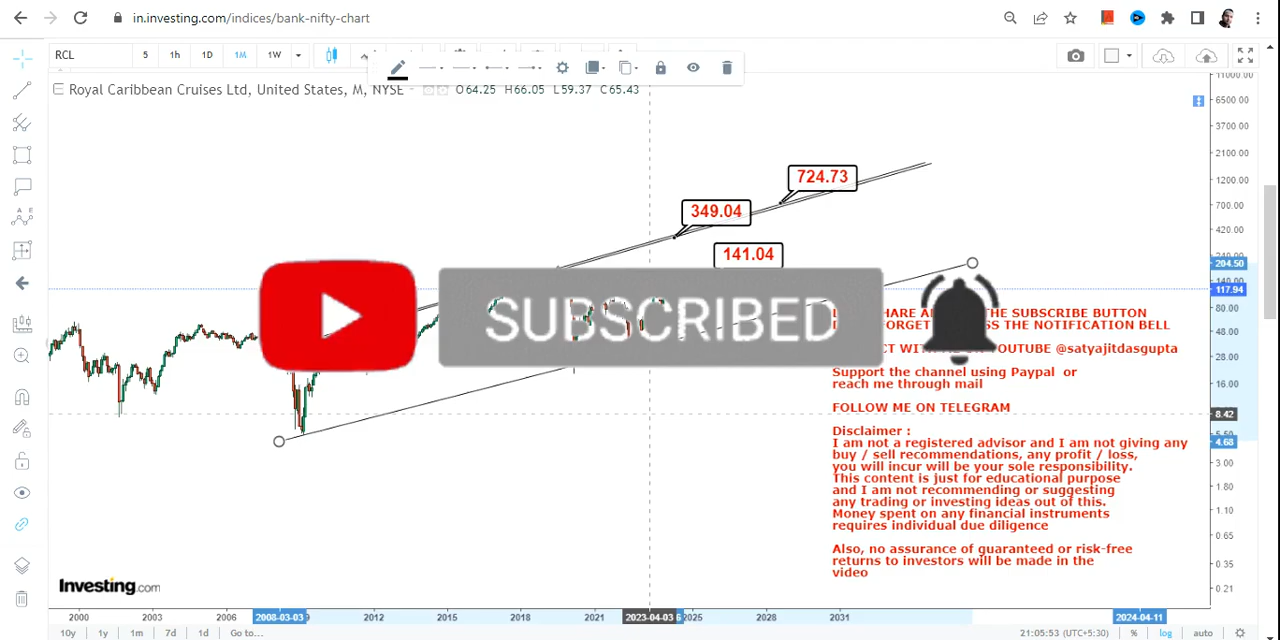 in.investing.com/indices/bank-nifty-chart
RCL 5 1h 1D 1M 1W
Royal Caribbean Cruises Ltd, United States, M, NYSE O64.25 H66.05 L59.37 C65.43
11000.00
6500.00
3700.00
2100.00
724.73
1200.00
700.00
349.04
420.00
141.04
204.50
117.94
SUBSCRIBED
SHARE THE SUBSCRIBE BUTTON
THE NOTIFICATION BELL
YOUTUBE @satyajitdasgupta
Support the channel using Paypal or
reach me through mail
80.00
48.00
28.00
16.00
FOLLOW ME ON TELEGRAM
8.42
Disclaimer :
I am not a registered advisor and I am not giving any
buy / sell recommendations, any profit / loss,
you will incur will be your sole responsibility.
This content is just for educational purpose
and I am not recommending or suggesting
any trading or investing ideas out of this.
Money spent on any financial instruments
requires individual due diligence
Also, no assurance of guaranteed or risk-free
returns to investors will be made in the
video
4.68
3.00
1.80
1.10
0.65
0.35
0.21
Investing.com
2000 2003 2006 2008-03-03 2012 2015 2018 2021 2023-04-03 2028 2031 2024-04-11
10y 1y 1m 7d 1d Go to... 21:05:53 (UTC+5:30) % log auto